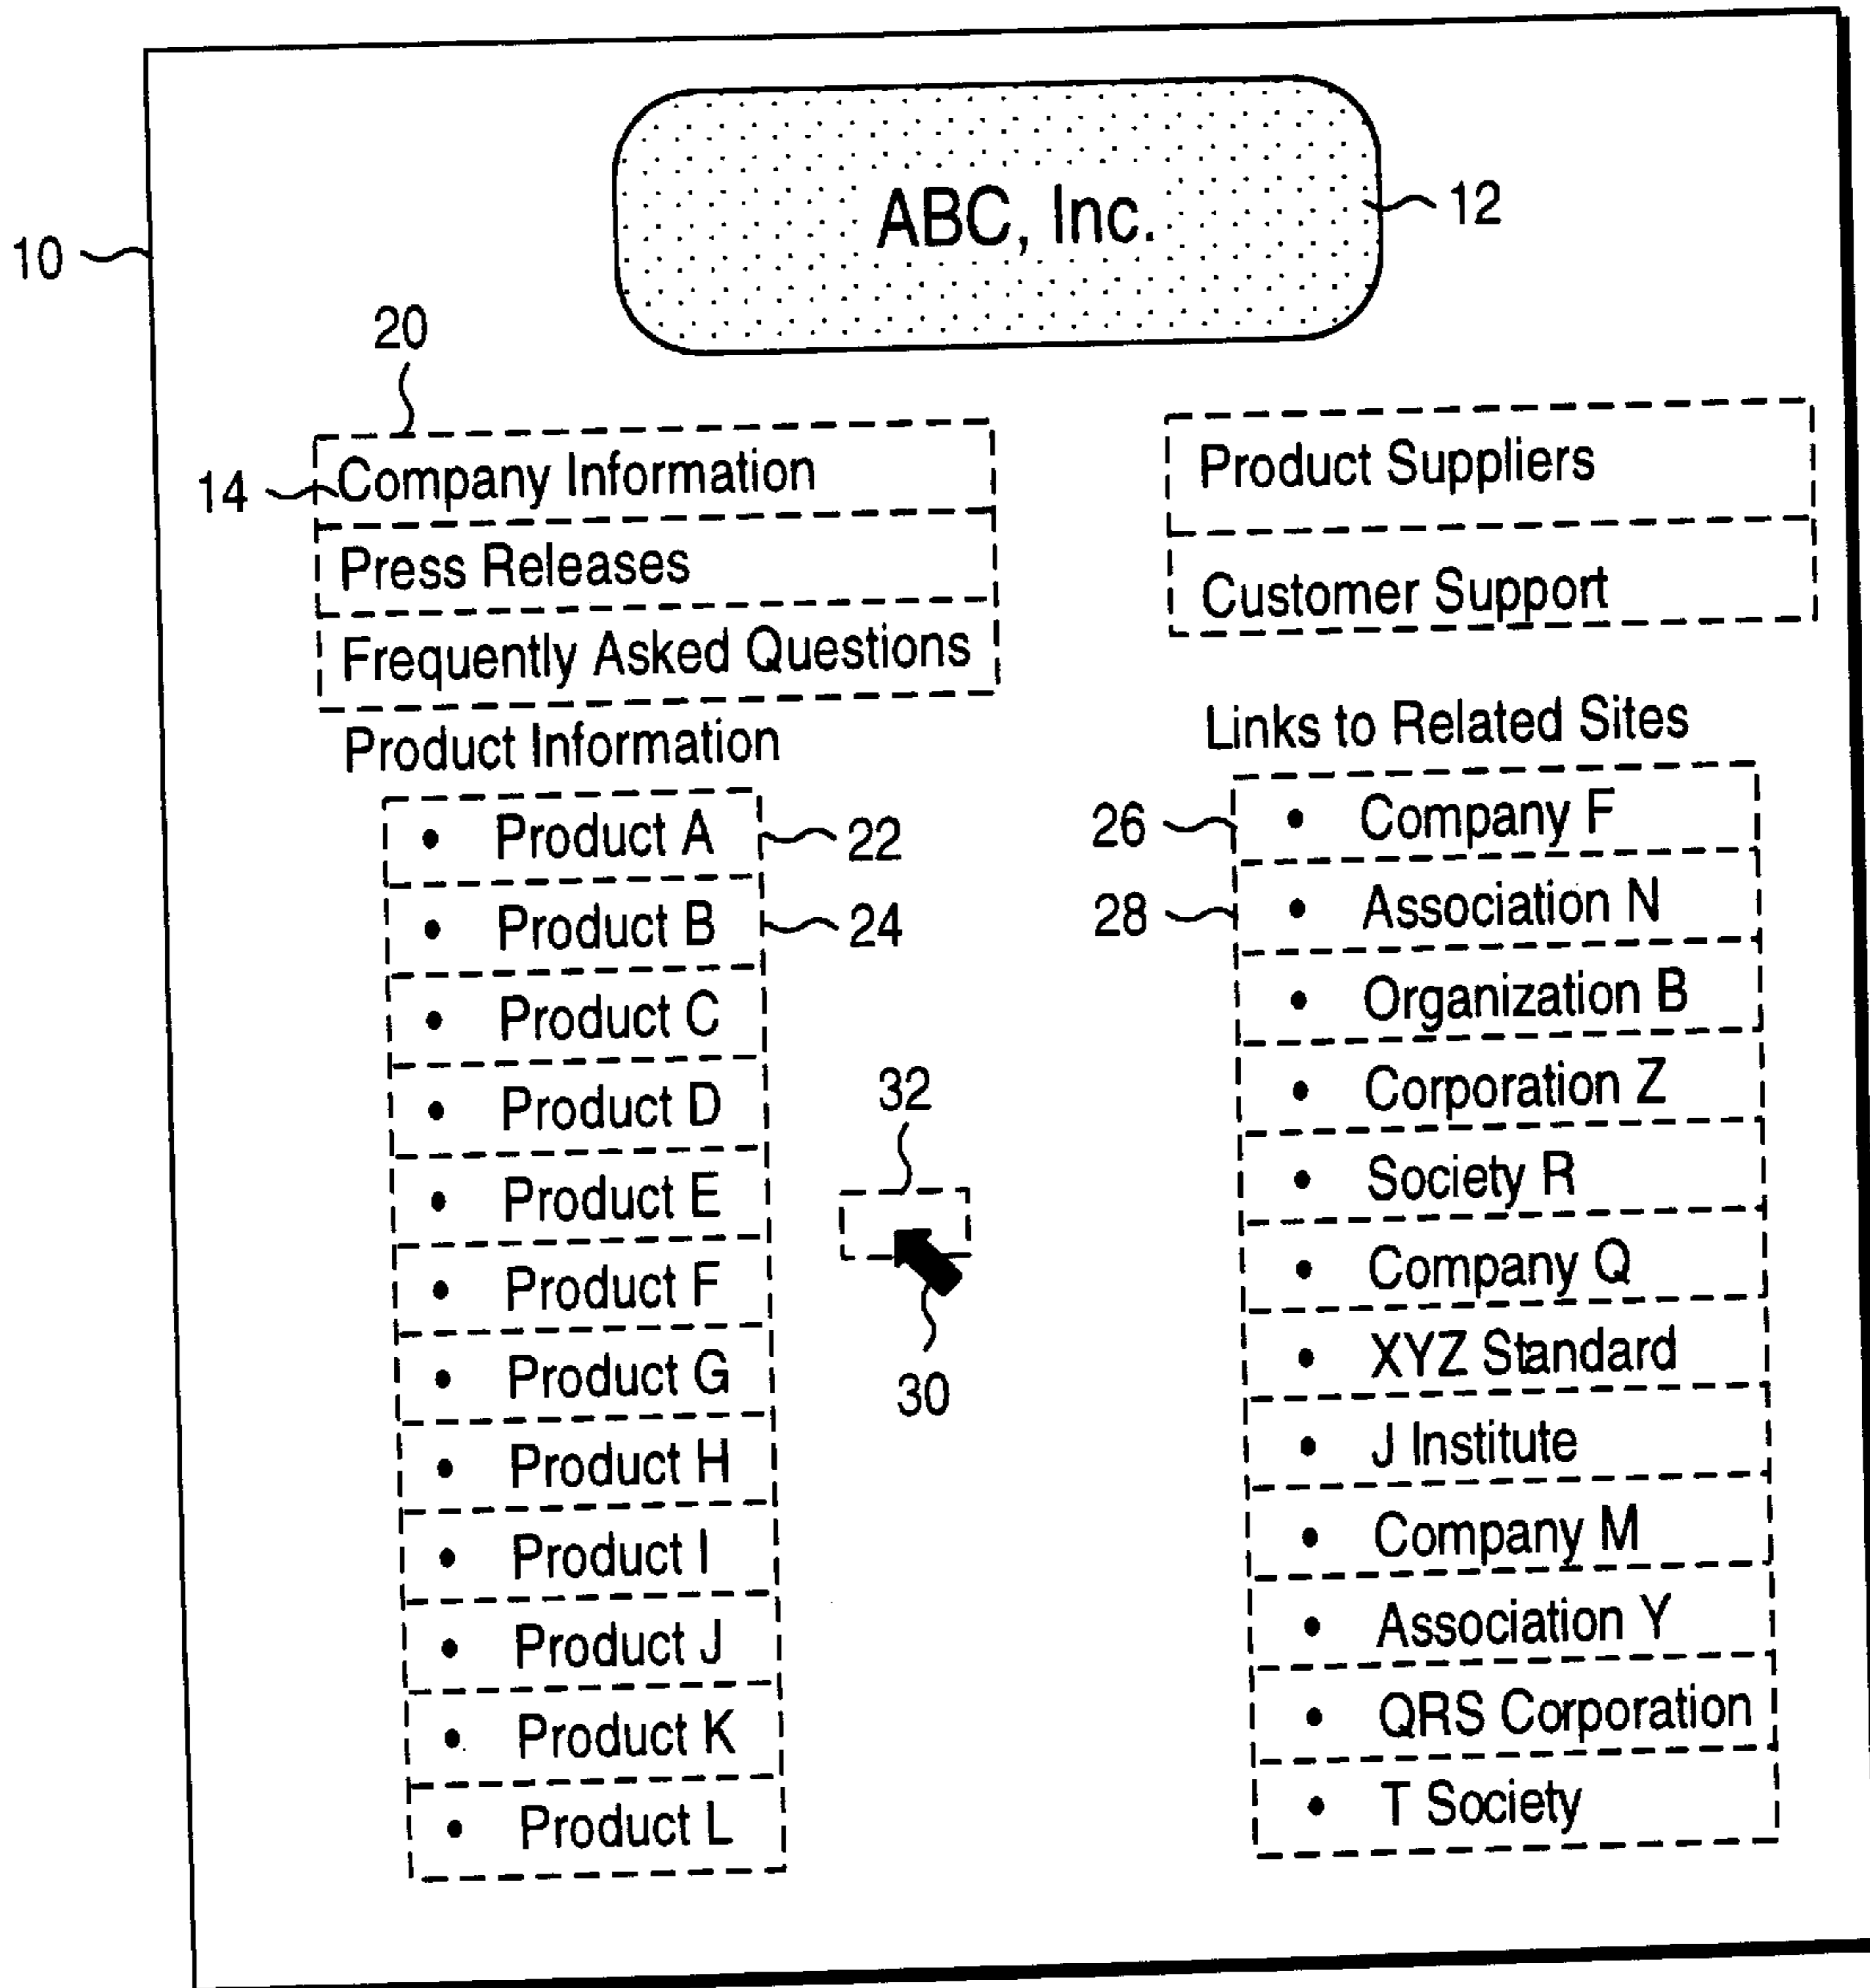 ABC, Inc.
12
10
20
14
Company Information
Press Releases
Frequently Asked Questions
Product Suppliers
Customer Support
Product Information
Product A
22
Product B
24
Product C
Product D
Product E
Product F
Product G
Product H
Product I
Product J
Product K
Product L
32
30
Links to Related Sites
26
Company F
28
Association N
Organization B
Corporation Z
Society R
Company Q
XYZ Standard
J Institute
Company M
Association Y
QRS Corporation
T Society